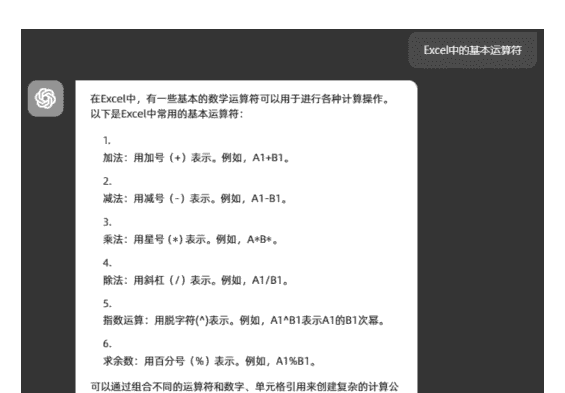 Excel中的基本运算符
在Excel中，有一些基本的数学运算符可以用于进行各种计算操作。
以下是Excel中常用的基本运算符：
1.
加法：用加号（+）表示。例如，A1+B1。
2.
减法：用减号（-）表示。例如，A1-B1。
3.
乘法：用星号 (*) 表示。例如，A*B*。
4.
除法：用斜杠（/）表示。例如，A1/B1。
5.
指数运算：用脱字符(^)表示。例如，A1^B1表示A1的B1次幂。
6.
求余数：用百分号（%）表示。例如，A1%B1。
可以通过组合不同的运算符和数字、单元格引用来创建复杂的计算公